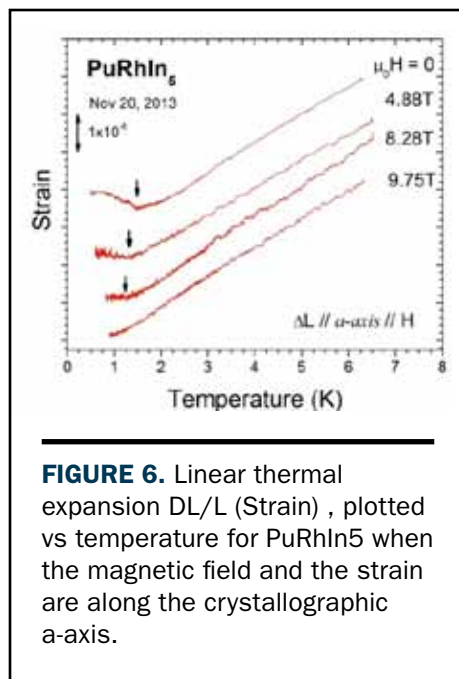 PuRhIn₅
Nov 20, 2013
1x10⁻⁶
μ₀H = 0
4.88T
8.28T
9.75T
ΔL // a-axis // H
Strain
0 1 2 3 4 5 6 7 8
Temperature (K)
FIGURE 6. Linear thermal
expansion DL/L (Strain) , plotted
vs temperature for PuRhIn5 when
the magnetic field and the strain
are along the crystallographic
a-axis.